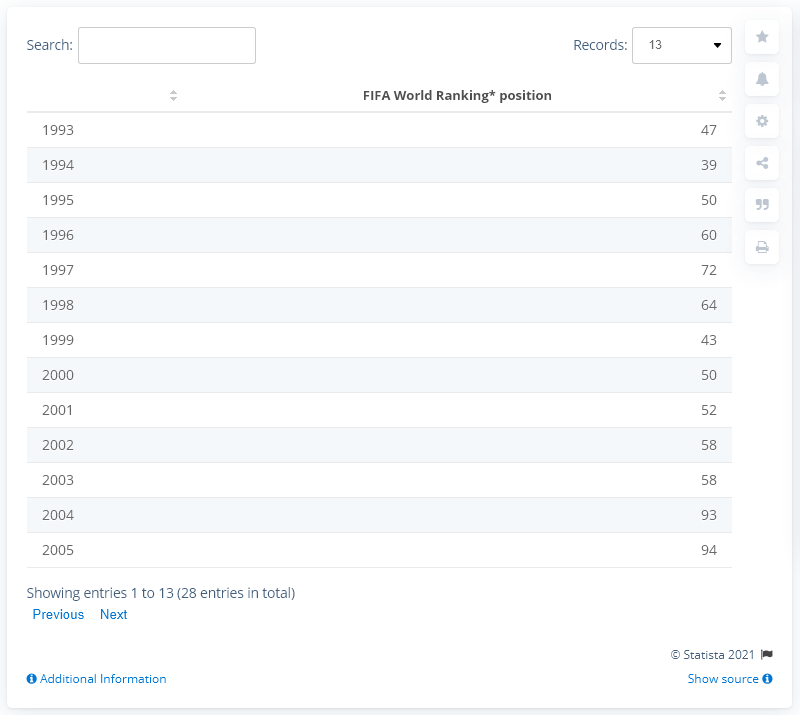 Search:
Records: 13
FIFA World Ranking* position
1993 47
1994 39
1995 50
1996 60
1997 72
1998 64
1999 43
2000 50
2001 52
2002 58
2003 58
2004 93
2005 94
Showing entries 1 to 13 (28 entries in total)
Previous Next
© Statista 2021
Additional Information Show source